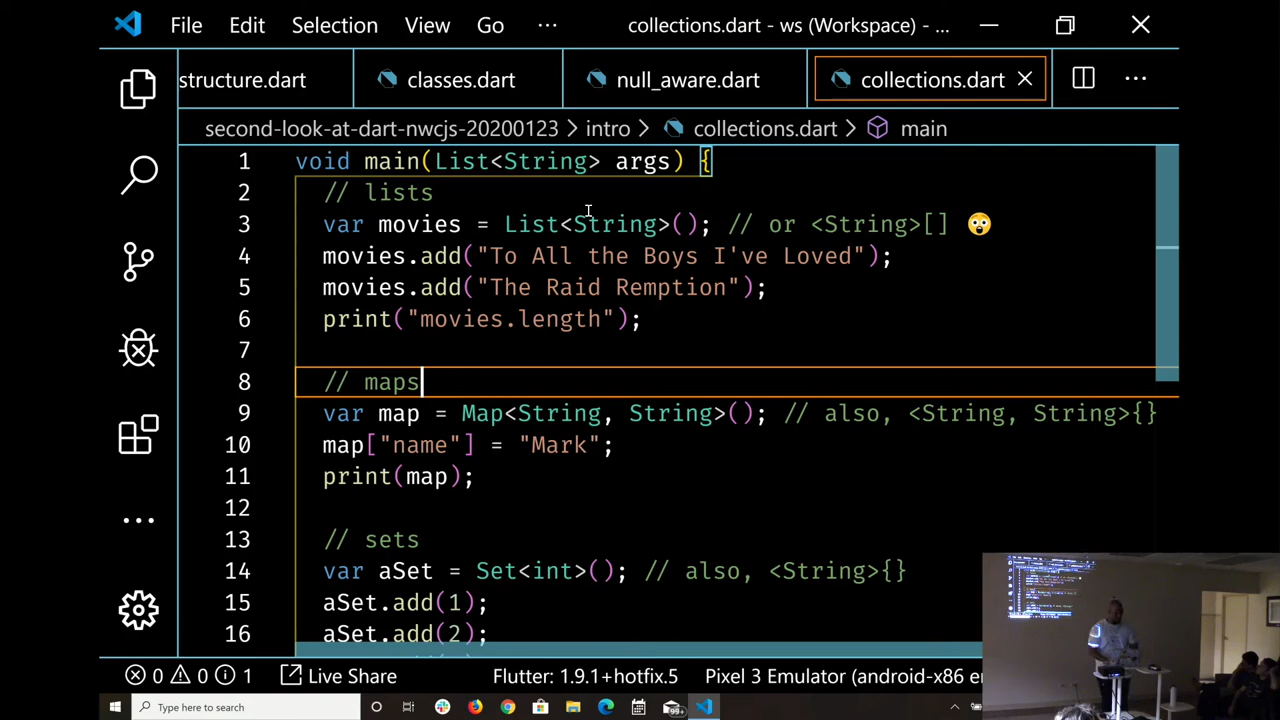 File Edit Selection View Go ··· collections.dart - ws (Workspace) - ...
structure.dart classes.dart null_aware.dart collections.dart
second-look-at-dart-nwcjs-20200123 > intro > collections.dart > main
1 void main(List<String> args) {
2 // lists
3 var movies = List<String>(); // or <String>[] 😲
4 movies.add("To All the Boys I've Loved");
5 movies.add("The Raid Remption");
6 print("movies.length");
7
8 // maps
9 var map = Map<String, String>(); // also, <String, String>{}
10 map["name"] = "Mark";
11 print(map);
12
13 // sets
14 var aSet = Set<int>(); // also, <String>{}
15 aSet.add(1);
16 aSet.add(2);
0 0 1 Live Share Flutter: 1.9.1+hotfix.5 Pixel 3 Emulator (android-x86 em
Type here to search 99+